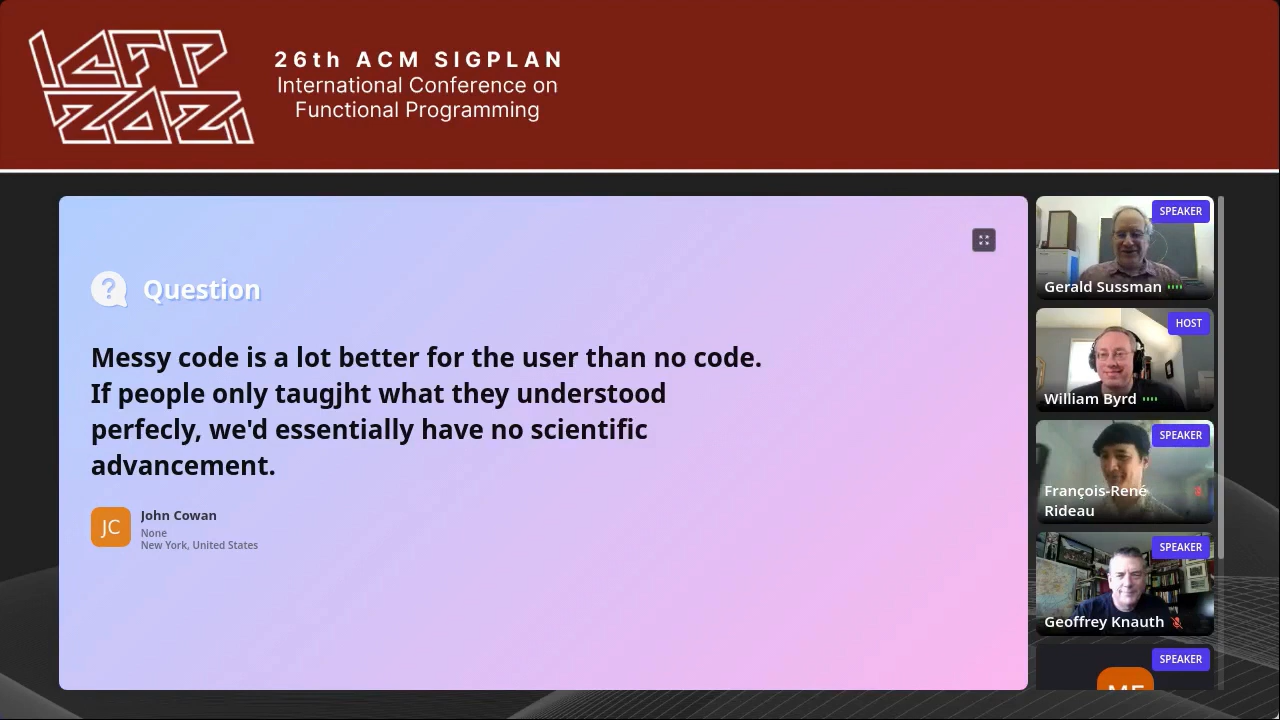 ICFP
2021
26th ACM SIGPLAN
International Conference on
Functional Programming
Question
Messy code is a lot better for the user than no code.
If people only taugjht what they understood
perfecly, we'd essentially have no scientific
advancement.
JC
John Cowan
None
New York, United States
SPEAKER
Gerald Sussman
HOST
William Byrd
SPEAKER
François-René
Rideau
SPEAKER
Geoffrey Knauth
SPEAKER